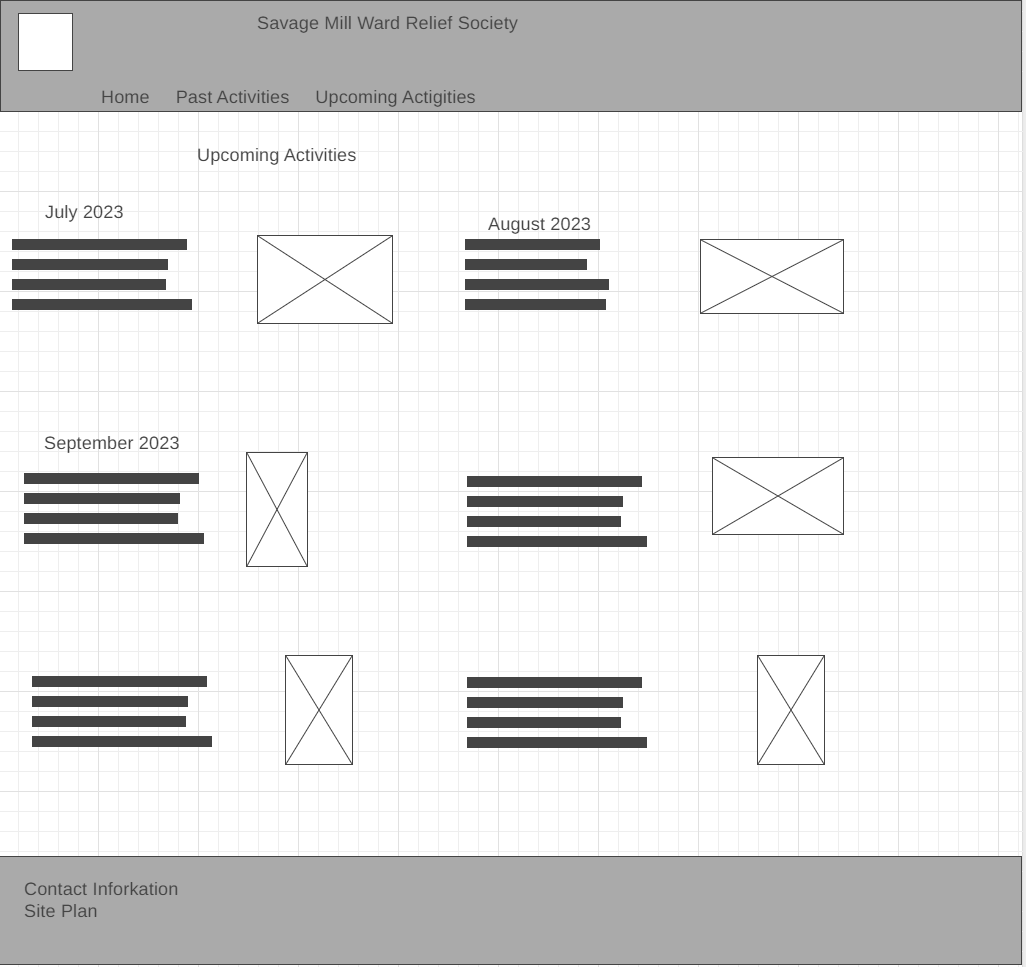 Savage Mill Ward Relief Society
Home Past Activities Upcoming Actigities
Upcoming Activities
July 2023
August 2023
September 2023
Contact Inforkation
Site Plan